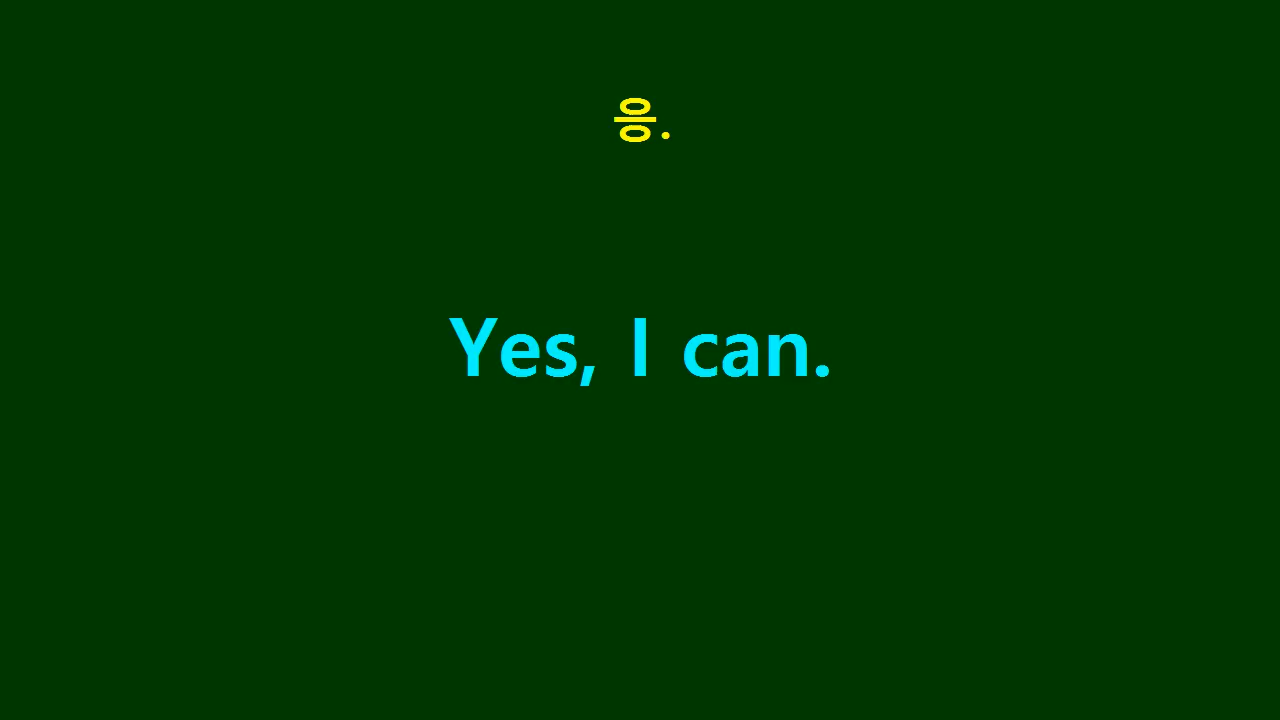 응.
Yes, I can.